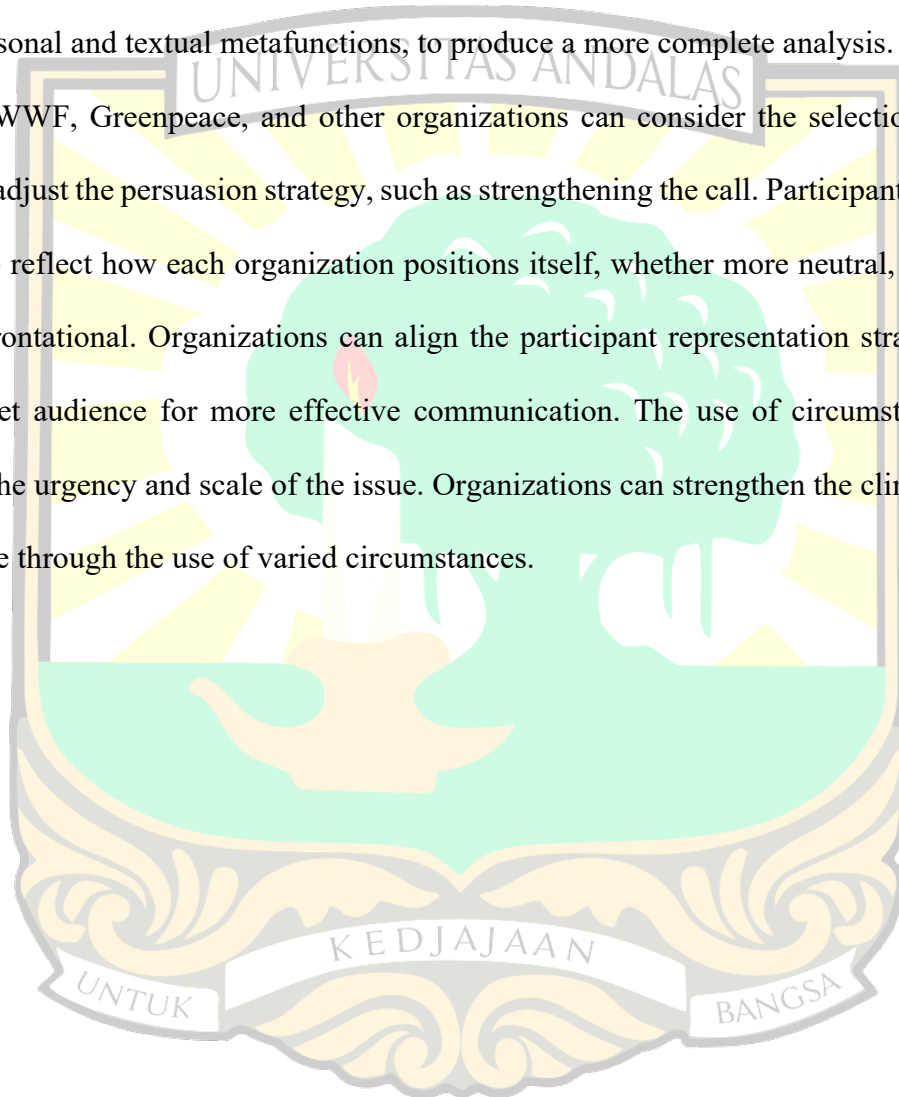 sonal and textual metafunctions, to produce a more complete analysis.
UNIVERSITAS ANDALAS
WWF, Greenpeace, and other organizations can consider the selectio
adjust the persuasion strategy, such as strengthening the call. Participant
reflect how each organization positions itself, whether more neutral,
rontational. Organizations can align the participant representation stra
et audience for more effective communication. The use of circumst
he urgency and scale of the issue. Organizations can strengthen the clin
e through the use of varied circumstances.
KEDJAJAAN
UNTUK
BANGSA